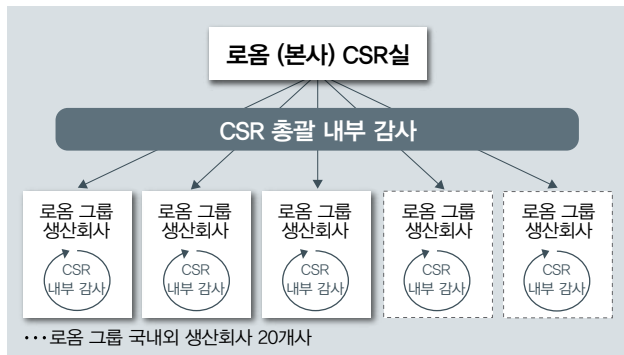 로옴 (본사) CSR실
CSR 총괄 내부 감사
로옴 그룹
생산회사
CSR
내부 감사
로옴 그룹
생산회사
CSR
내부 감사
로옴 그룹
생산회사
CSR
내부 감사
로옴 그룹
생산회사
CSR
내부 감사
로옴 그룹
생산회사
CSR
내부 감사
···로옴 그룹 국내외 생산회사 20개사